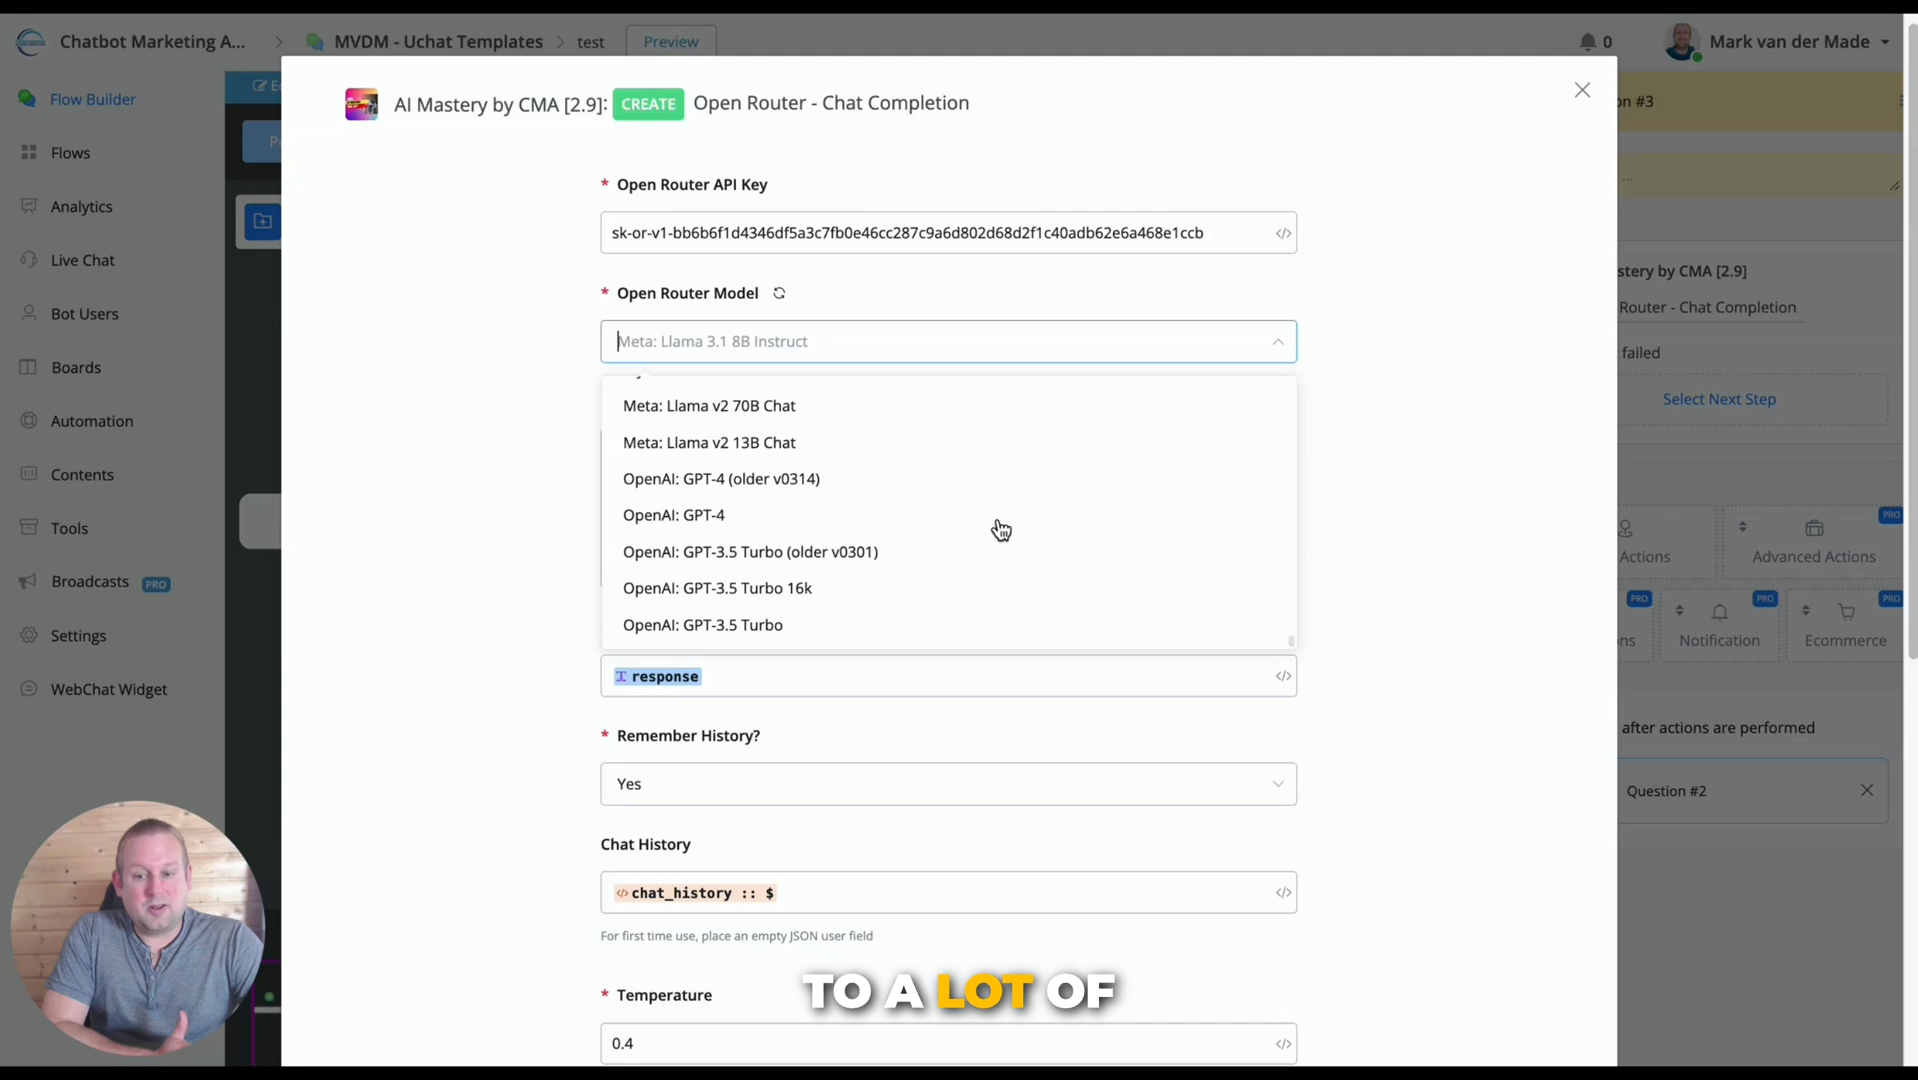 Chatbot Marketing A... > MVDM - Uchat Templates > test Preview 0 Mark van der Made
Flow Builder
Flows
Analytics
Live Chat
Bot Users
Boards
Automation
Contents
Tools
Broadcasts PRO
Settings
WebChat Widget
AI Mastery by CMA [2.9]: CREATE Open Router - Chat Completion
* Open Router API Key
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
* Open Router Model
Meta: Llama 3.1 8B Instruct
Meta: Llama v2 70B Chat
Meta: Llama v2 13B Chat
OpenAI: GPT-4 (older v0314)
OpenAI: GPT-4
OpenAI: GPT-3.5 Turbo (older v0301)
OpenAI: GPT-3.5 Turbo 16k
OpenAI: GPT-3.5 Turbo
response
* Remember History?
Yes
Chat History
chat_history :: $
For first time use, place an empty JSON user field
* Temperature
0.4
TO A LOT OF
on #3
...
stery by CMA [2.9]
Router - Chat Completion
failed
Select Next Step
PRO
Actions
Advanced Actions
PRO PRO PRO
ns Notification Ecommerce
after actions are performed
Question #2